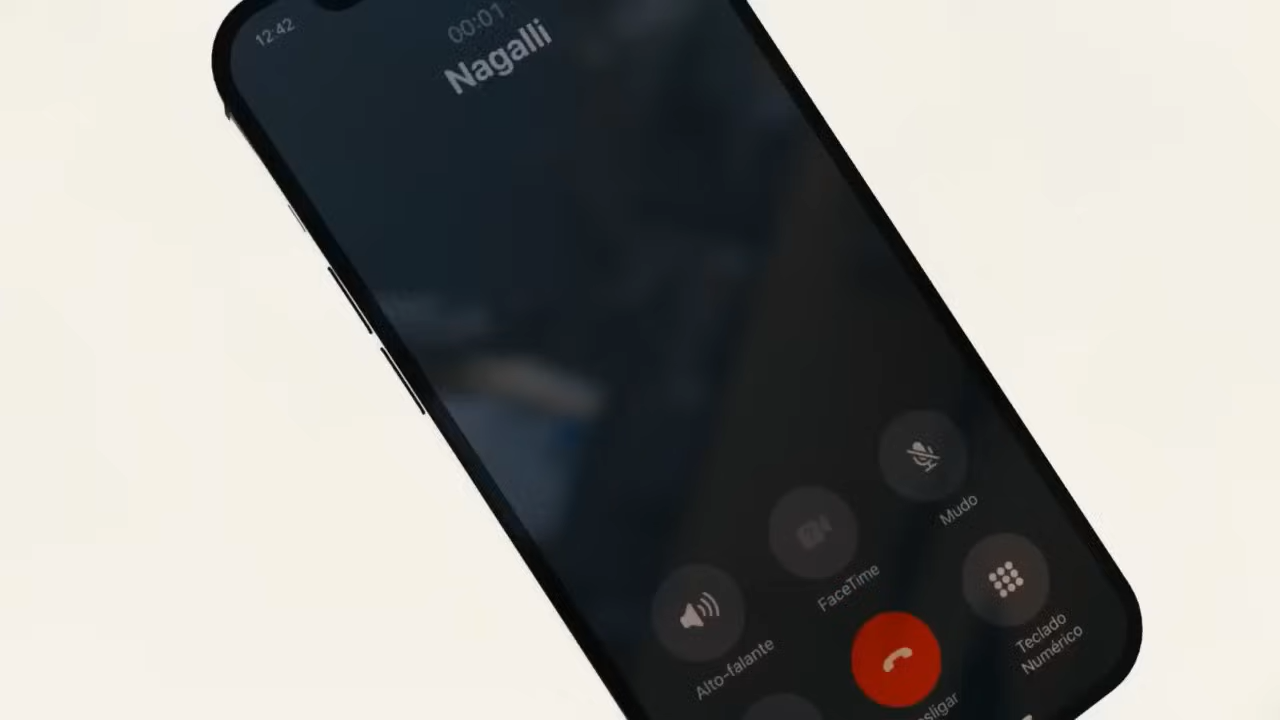 12:42
00:01
Nagalli
Mudo
FaceTime
Alto-falante
Teclado
Numérico